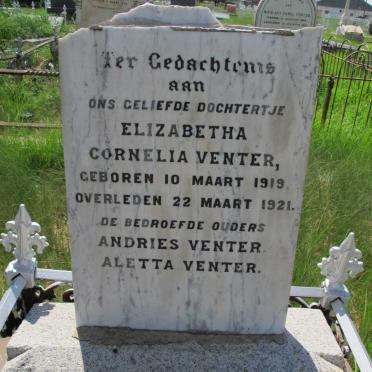 Ter Gedachtenis
aan
ONS GELIEFDE DOCHTERTJE
ELIZABETHA
CORNELIA VENTER,
GEBOREN 10 MAART 1919.
OVERLEDEN 22 MAART 1921.
DE BEDROEFDE OUDERS
ANDRIES VENTER.
ALETTA VENTER.